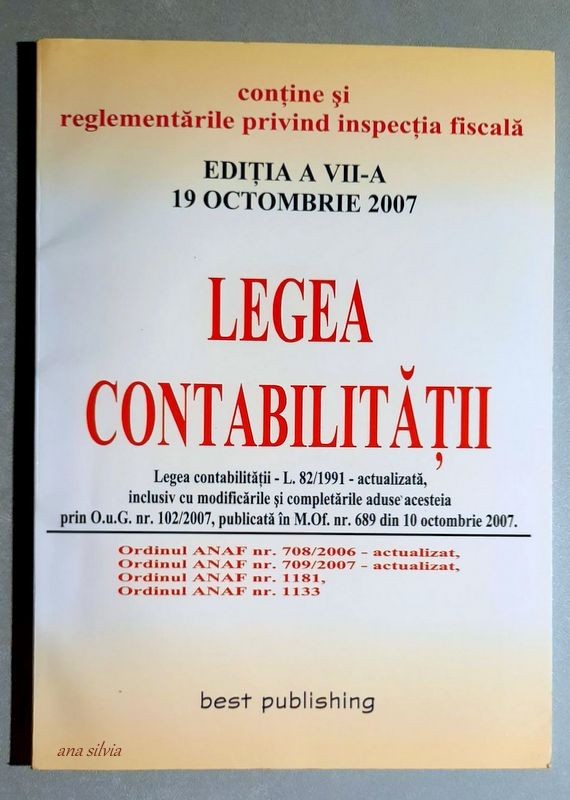 conține și
reglementările privind inspecția fiscală
EDIȚIA A VII-A
19 OCTOMBRIE 2007
LEGEA
CONTABILITĂȚII
Legea contabilității - L. 82/1991 - actualizată,
inclusiv cu modificările și completările aduse acesteia
prin O.u.G. nr. 102/2007, publicată în M.Of. nr. 689 din 10 octombrie 2007.
Ordinul ANAF nr. 708/2006 - actualizat,
Ordinul ANAF nr. 709/2007 - actualizat,
Ordinul ANAF nr. 1181,
Ordinul ANAF nr. 1133
best publishing
ana silvia